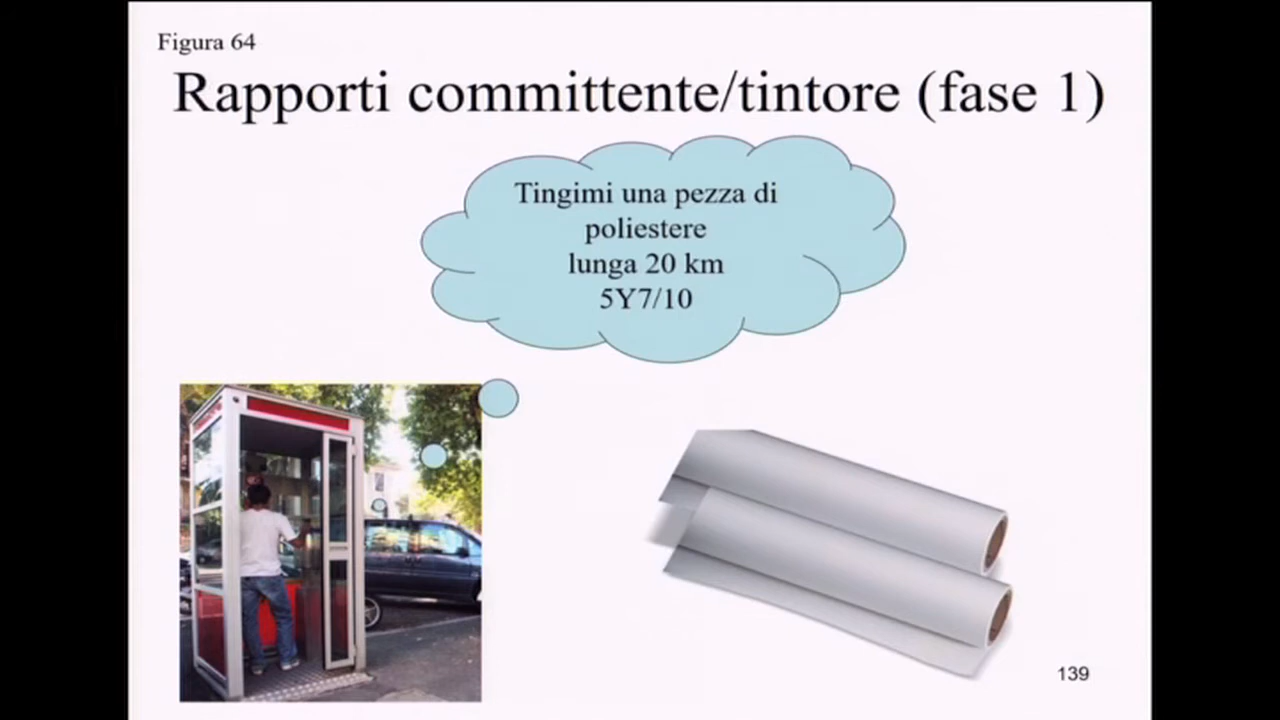 Figura 64
Rapporti committente/tintore (fase 1)
Tingimi una pezza di
poliestere
lunga 20 km
5Y7/10
139